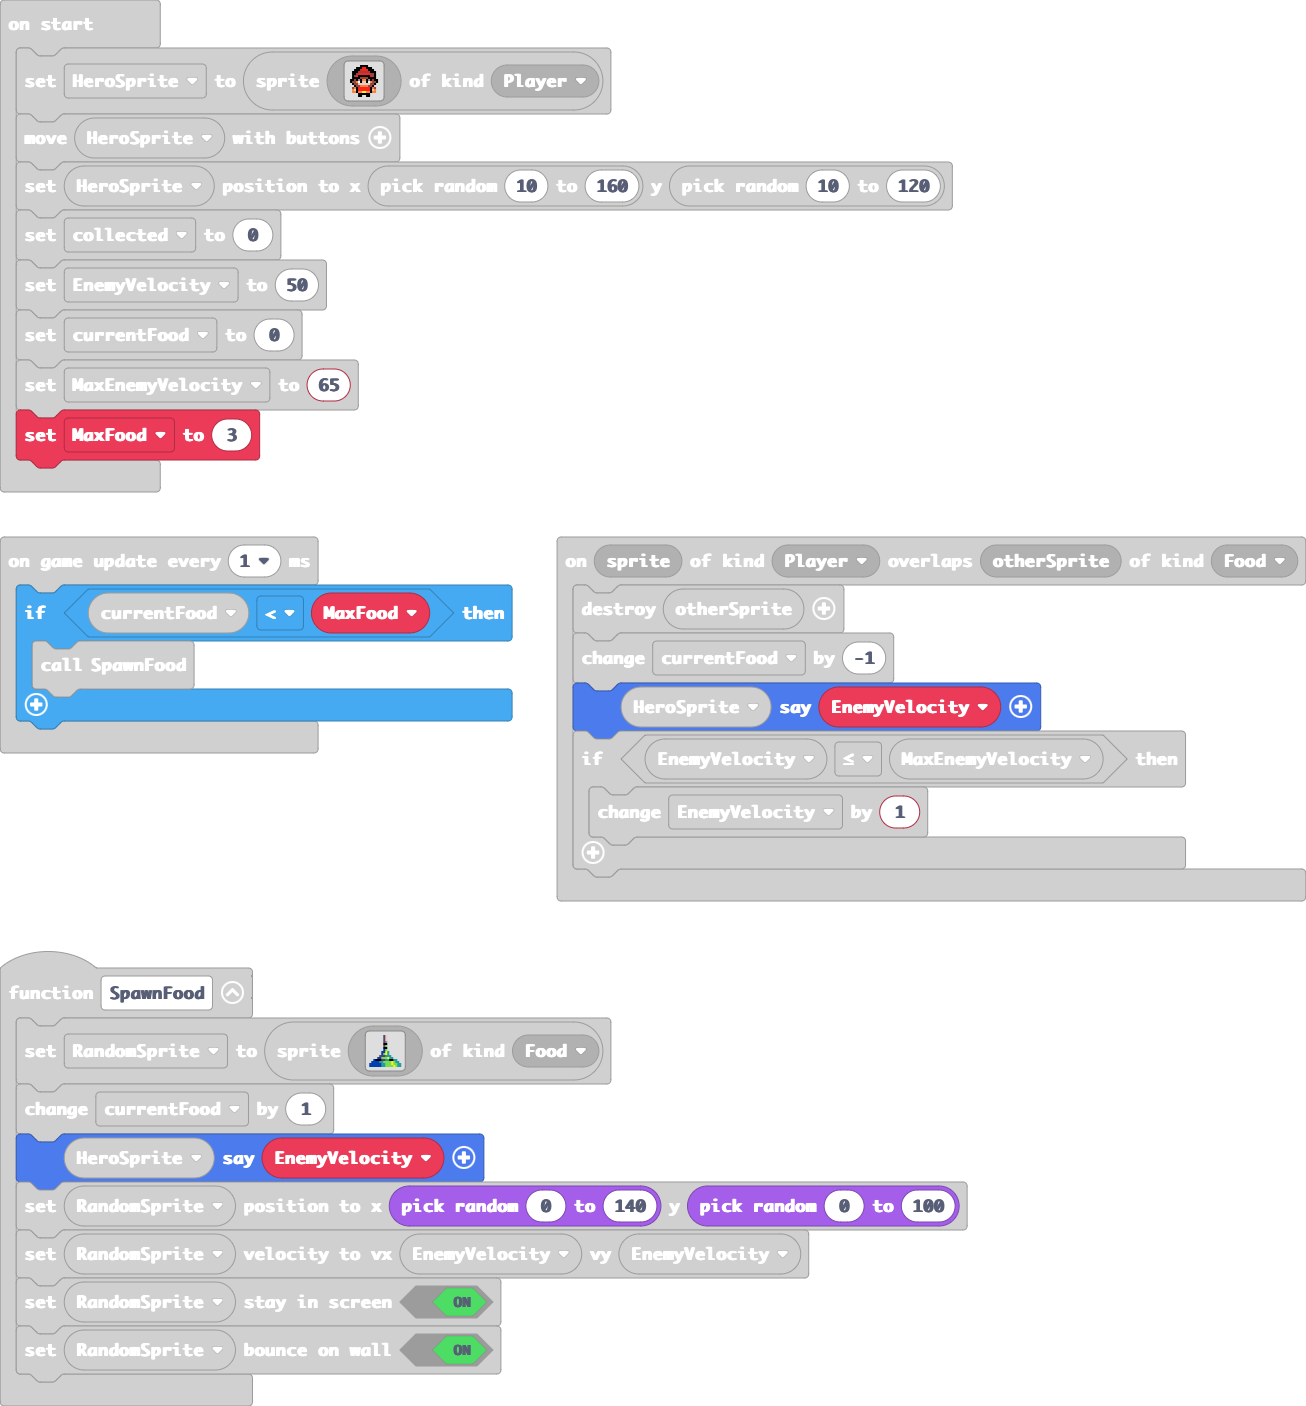 on start
set HeroSprite to sprite of kind Player
move HeroSprite with buttons
set HeroSprite position to x pick random 10 to 160 y pick random 10 to 120
set collected to 0
set EnemyVelocity to 50
set currentFood to 0
set MaxEnemyVelocity to 65
set MaxFood to 3
on game update every 1 ms
if currentFood < MaxFood then
call SpawnFood
on sprite of kind Player overlaps otherSprite of kind Food
destroy otherSprite
change currentFood by -1
HeroSprite say EnemyVelocity
if EnemyVelocity ≤ MaxEnemyVelocity then
change EnemyVelocity by 1
function SpawnFood
set RandomSprite to sprite of kind Food
change currentFood by 1
HeroSprite say EnemyVelocity
set RandomSprite position to x pick random 0 to 140 y pick random 0 to 100
set RandomSprite velocity to vx EnemyVelocity vy EnemyVelocity
set RandomSprite stay in screen ON
set RandomSprite bounce on wall ON